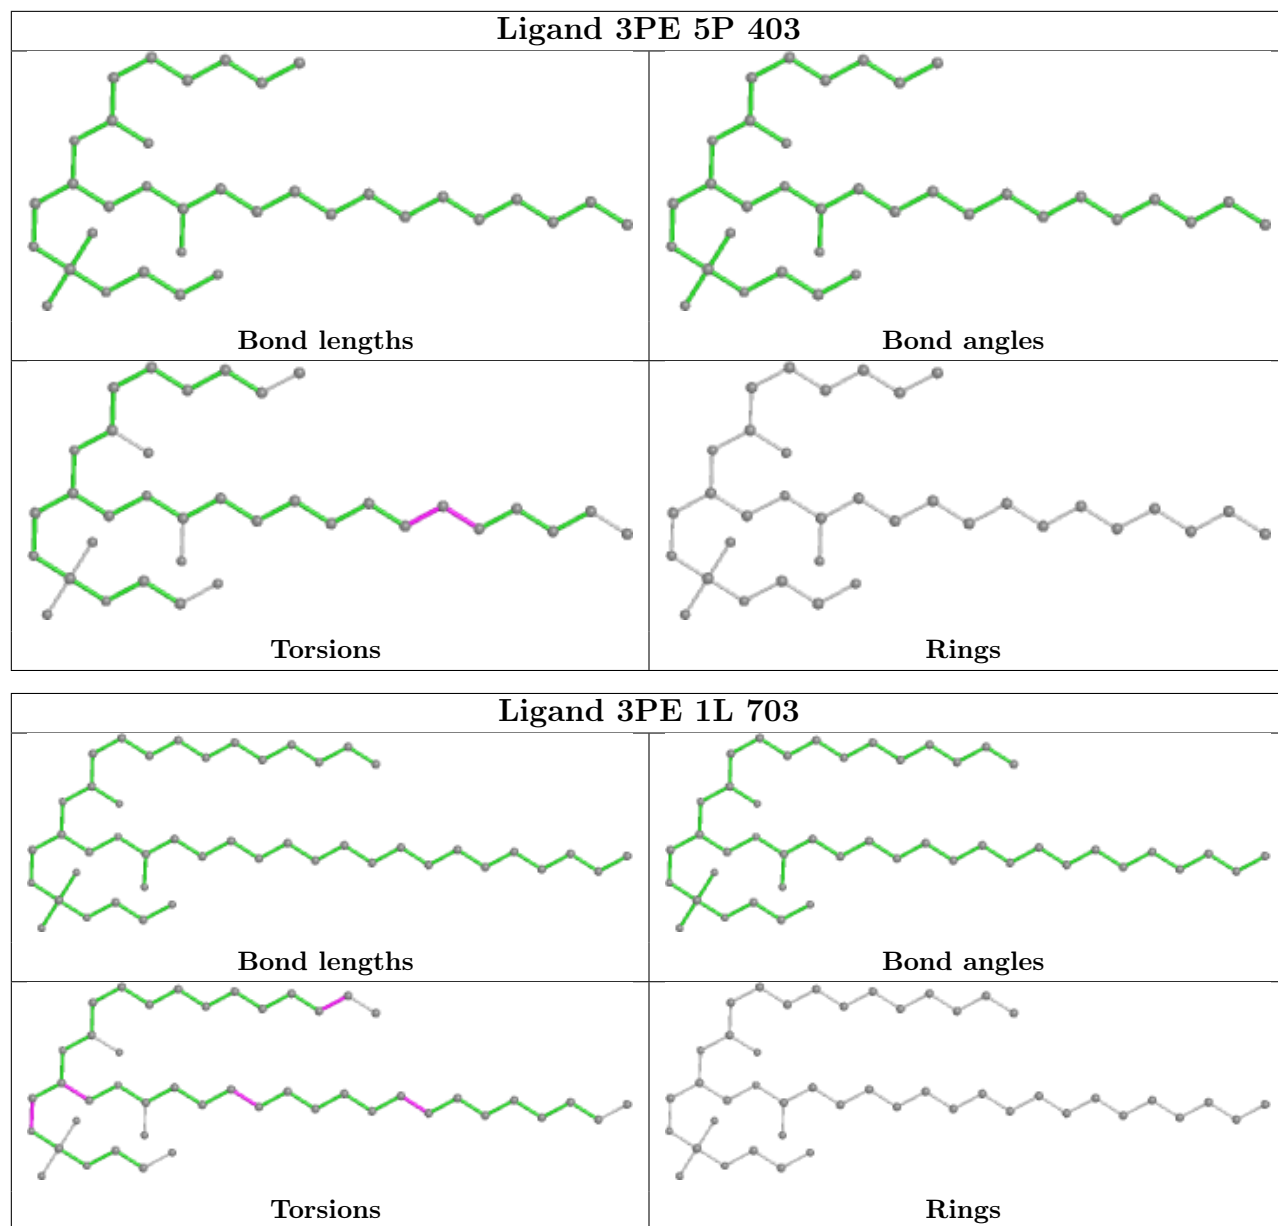 Ligand 3PE 5P 403
Bond lengths
Bond angles
Torsions
Rings
Ligand 3PE 1L 703
Bond lengths
Bond angles
Torsions
Rings